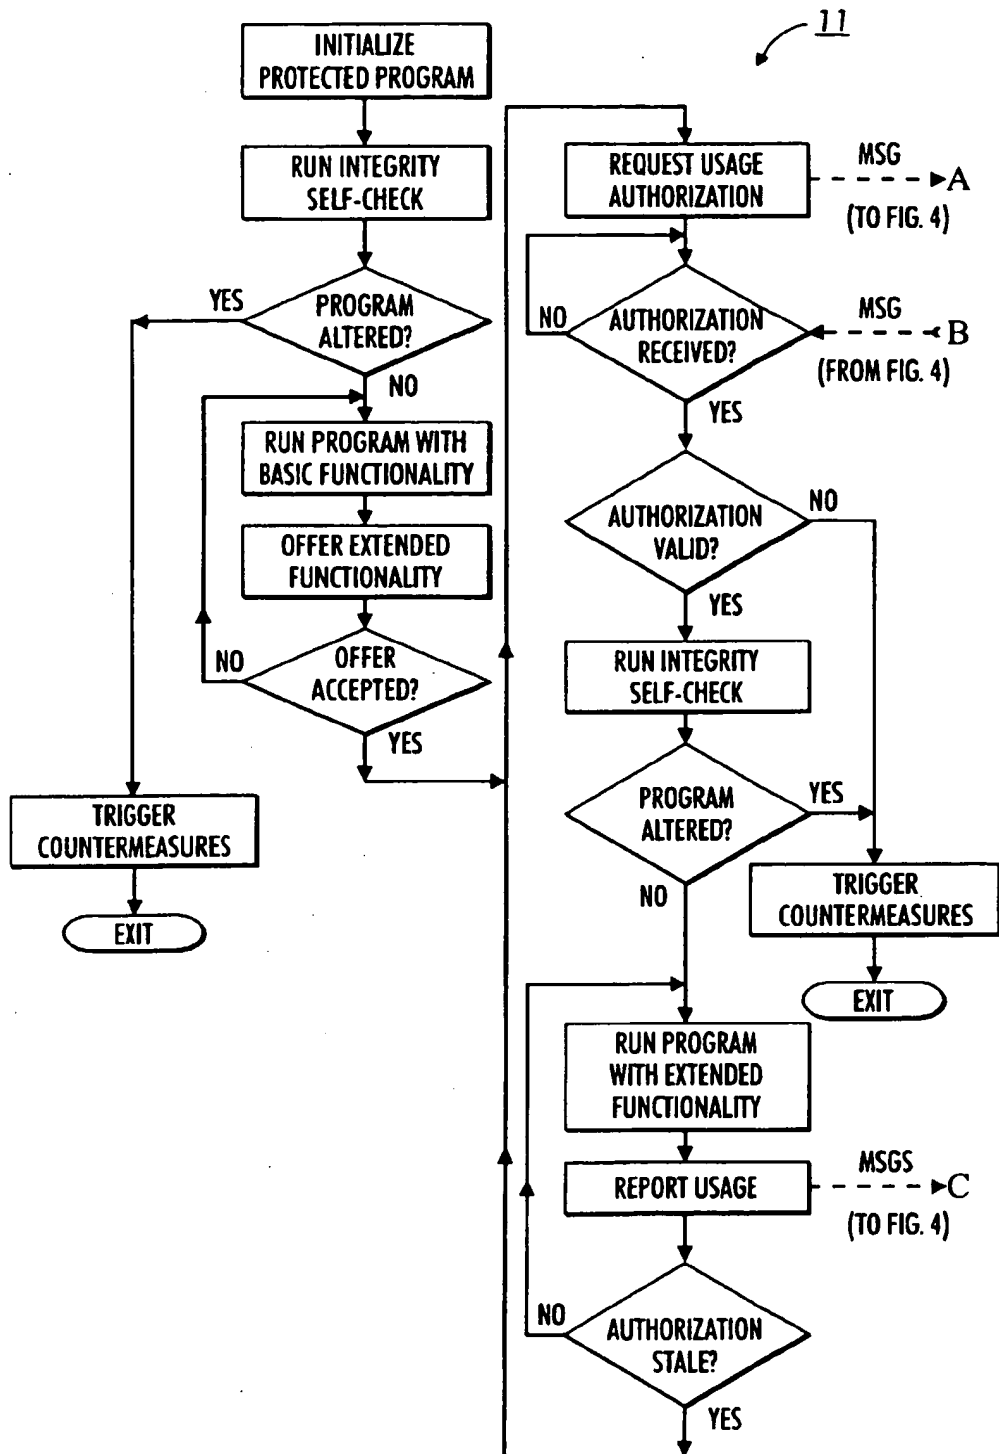 11
INITIALIZE
PROTECTED PROGRAM
RUN INTEGRITY
SELF-CHECK
YES
PROGRAM
ALTERED?
NO
RUN PROGRAM WITH
BASIC FUNCTIONALITY
OFFER EXTENDED
FUNCTIONALITY
NO
OFFER
ACCEPTED?
YES
TRIGGER
COUNTERMEASURES
EXIT
REQUEST USAGE
AUTHORIZATION
MSG
A
(TO FIG. 4)
NO
AUTHORIZATION
RECEIVED?
MSG
B
(FROM FIG. 4)
YES
AUTHORIZATION
VALID?
NO
YES
RUN INTEGRITY
SELF-CHECK
PROGRAM
ALTERED?
YES
NO
TRIGGER
COUNTERMEASURES
EXIT
RUN PROGRAM
WITH EXTENDED
FUNCTIONALITY
REPORT USAGE
MSGS
C
(TO FIG. 4)
NO
AUTHORIZATION
STALE?
YES